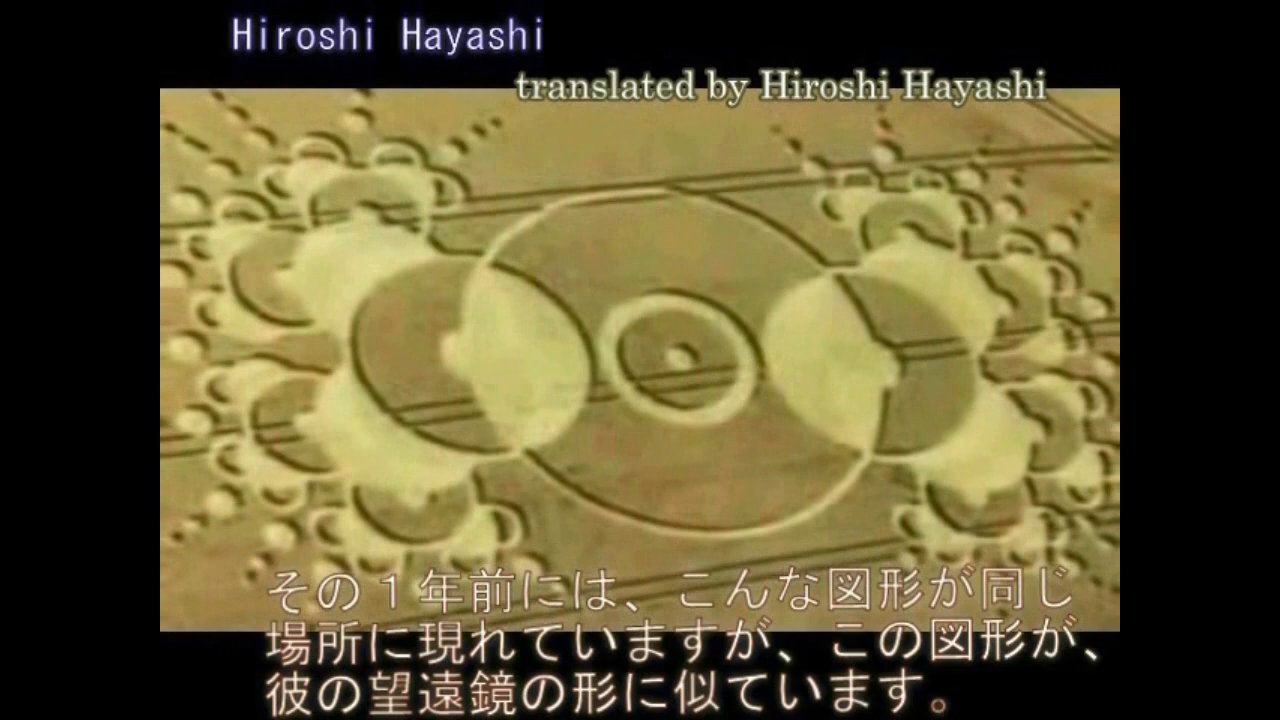 Hiroshi Hayashi
translated by Hiroshi Hayashi
その１年前には、こんな図形が同じ
場所に現れていますが、この図形が、
彼の望遠鏡の形に似ています。